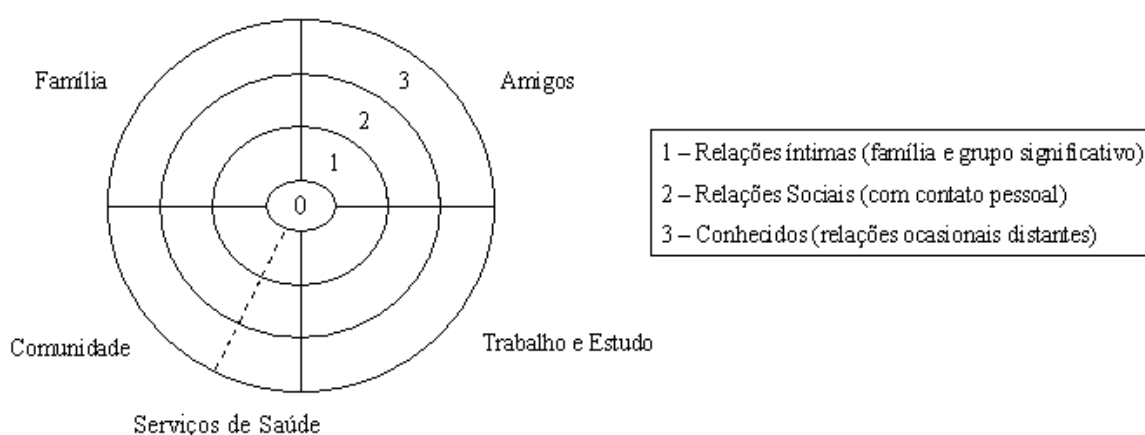 Família
3
Amigos
2
1
0
1 – Relações íntimas (família e grupo significativo)
2 – Relações Sociais (com contato pessoal)
3 – Conhecidos (relações ocasionais distantes)
Comunidade
Trabalho e Estudo
Serviços de Saúde